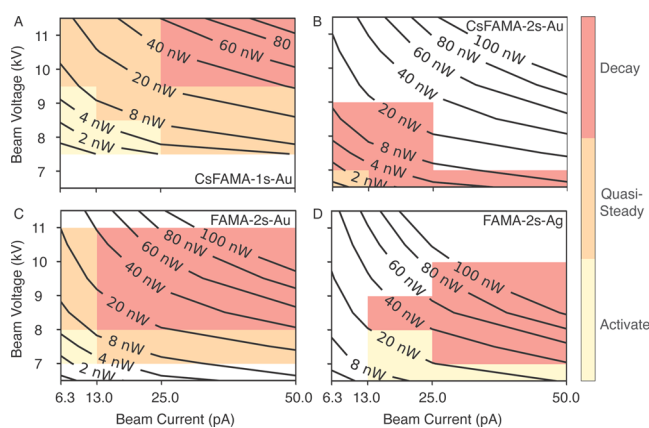 A
Beam Voltage (kV)
11
10
9
8
7
40 nW
60 nW
80
20 nW
4 nW
8 nW
2 nW
CsFAMA-1s-Au
B
CsFAMA-2s-Au
100 nW
80 nW
60 nW
40 nW
20 nW
8 nW
4 nW
2 nW
Decay
Quasi-
Steady
Activate
C
FAMA-2s-Au
Beam Voltage (kV)
11
10
9
8
7
100 nW
80 nW
60 nW
40 nW
20 nW
8 nW
4 nW
2 nW
6.3
13.0
25.0
50.0
Beam Current (pA)
D
FAMA-2s-Ag
100 nW
80 nW
60 nW
40 nW
20 nW
8 nW
6.3
13.0
25.0
50.0
Beam Current (pA)